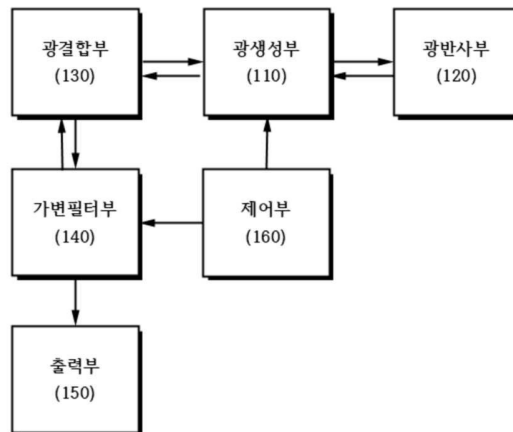 광결합부
(130)
광생성부
(110)
광반사부
(120)
가변필터부
(140)
제어부
(160)
출력부
(150)